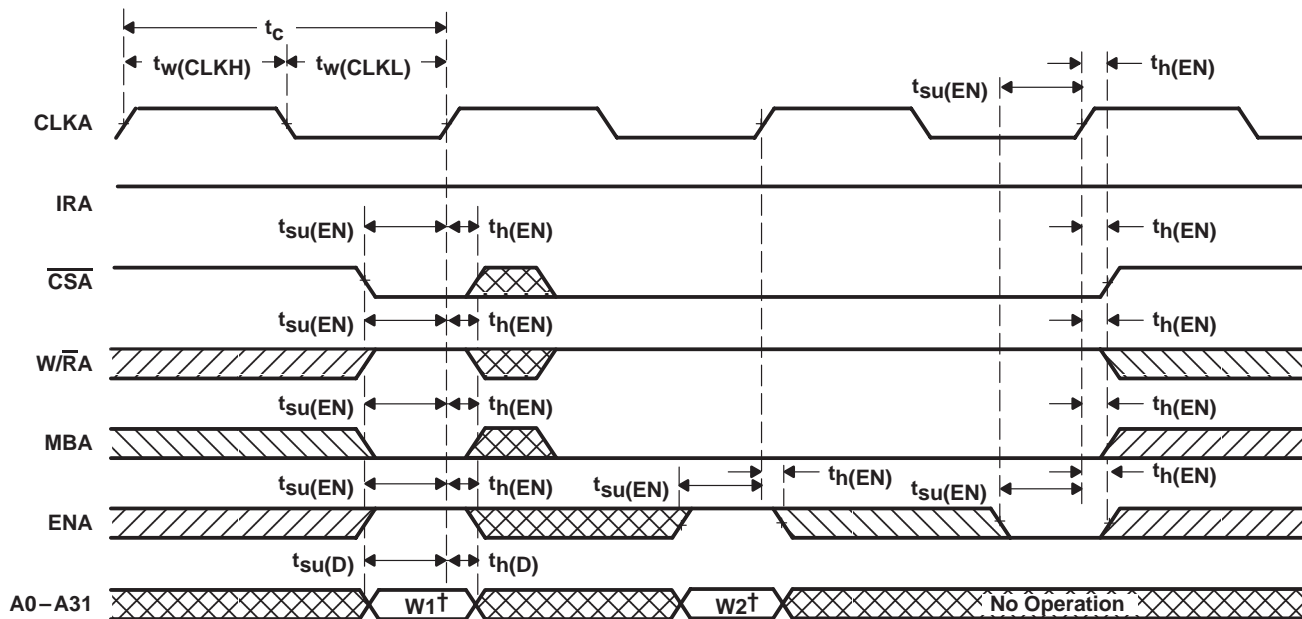 tc
tw(CLKH)
tw(CLKL)
th(EN)
tsu(EN)
CLKA
IRA
tsu(EN)
th(EN)
th(EN)
CSA
tsu(EN)
th(EN)
th(EN)
W/RA
tsu(EN)
th(EN)
th(EN)
MBA
tsu(EN)
th(EN)
tsu(EN)
th(EN)
tsu(EN)
th(EN)
ENA
tsu(D)
th(D)
A0–A31
W1†
W2†
No Operation